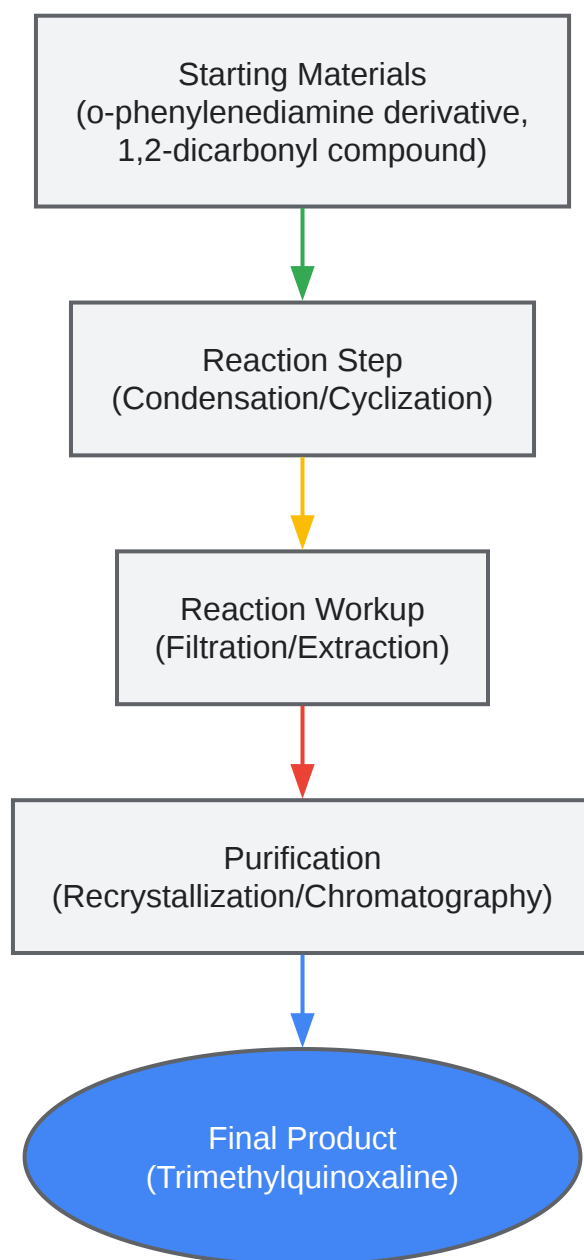 Starting Materials
(o-phenylenediamine derivative,
1,2-dicarbonyl compound)
Reaction Step
(Condensation/Cyclization)
Reaction Workup
(Filtration/Extraction)
Purification
(Recrystallization/Chromatography)
Final Product
(Trimethylquinoxaline)